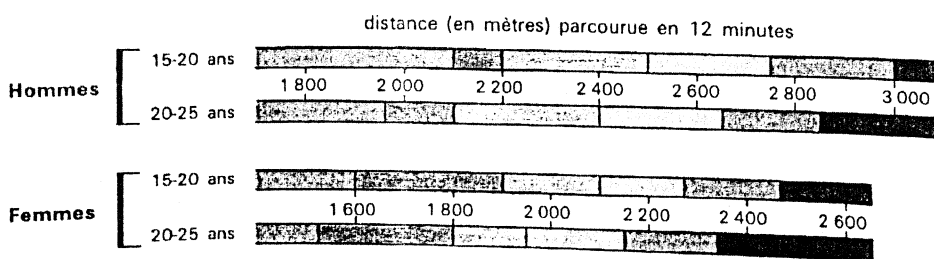 distance (en mètres) parcourue en 12 minutes
15-20 ans
1 800 2 000 2 200 2 400 2 600 2 800 3 000
Hommes
20-25 ans
15-20 ans
1 600 1 800 2 000 2 200 2 400 2 600
Femmes
20-25 ans